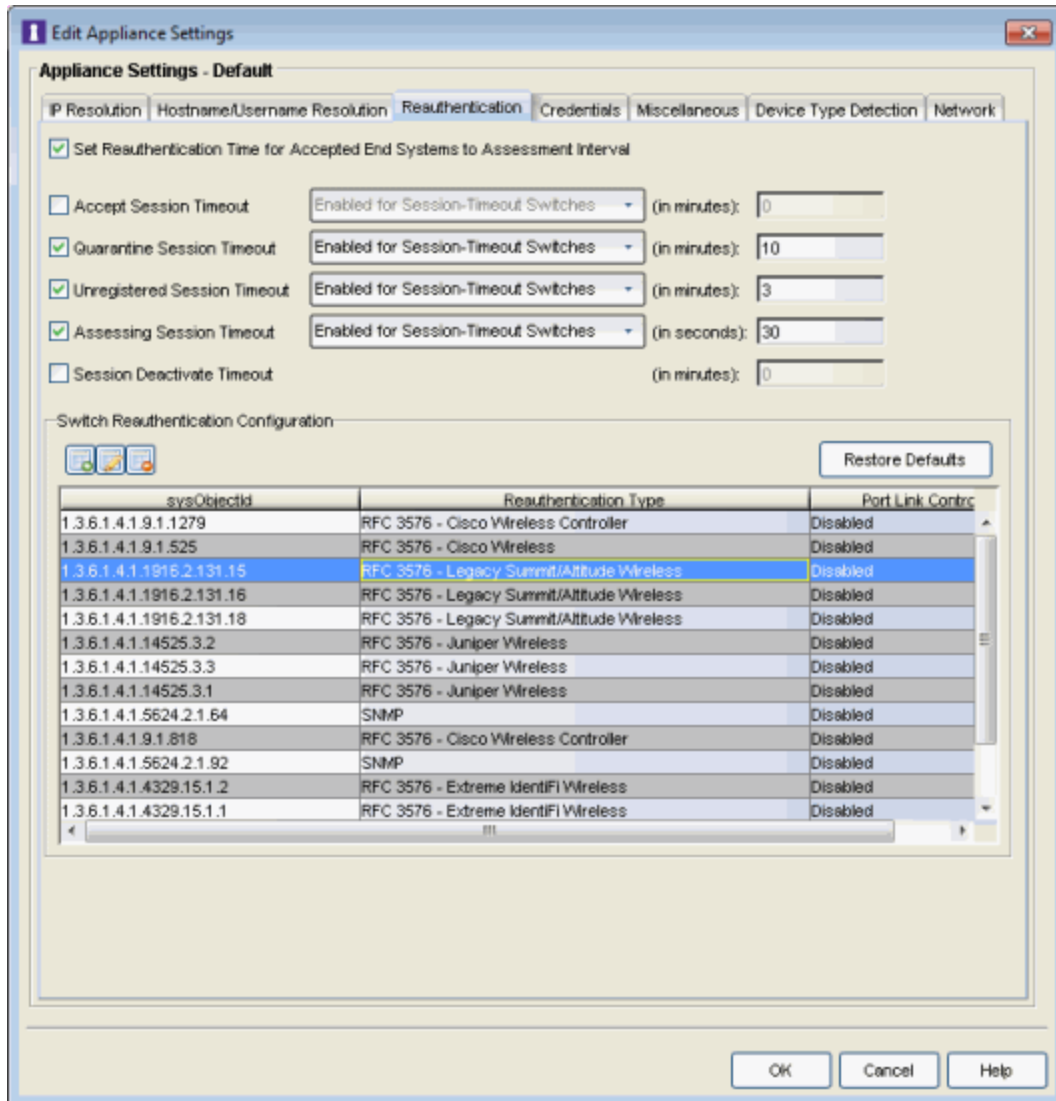 Edit Appliance Settings
Appliance Settings - Default
IP Resolution Hostname/Username Resolution Reauthentication Credentials Miscellaneous Device Type Detection Network
Set Reauthentication Time for Accepted End Systems to Assessment Interval
Accept Session Timeout Enabled for Session-Timeout Switches (in minutes): 0
Quarantine Session Timeout Enabled for Session-Timeout Switches (in minutes): 10
Unregistered Session Timeout Enabled for Session-Timeout Switches (in minutes): 3
Assessing Session Timeout Enabled for Session-Timeout Switches (in seconds): 30
Session Deactivate Timeout (in minutes): 0
Switch Reauthentication Configuration
Restore Defaults
sysObjectId Reauthentication Type Port Link Contro
1.3.6.1.4.1.9.1.1279 RFC 3576 - Cisco Wireless Controller Disabled
1.3.6.1.4.1.9.1.525 RFC 3576 - Cisco Wireless Disabled
1.3.6.1.4.1.1916.2.131.15 RFC 3576 - Legacy Summit/Altitude Wireless Disabled
1.3.6.1.4.1.1916.2.131.16 RFC 3576 - Legacy Summit/Altitude Wireless Disabled
1.3.6.1.4.1.1916.2.131.18 RFC 3576 - Legacy Summit/Altitude Wireless Disabled
1.3.6.1.4.1.14525.3.2 RFC 3576 - Juniper Wireless Disabled
1.3.6.1.4.1.14525.3.3 RFC 3576 - Juniper Wireless Disabled
1.3.6.1.4.1.14525.3.1 RFC 3576 - Juniper Wireless Disabled
1.3.6.1.4.1.5624.2.1.64 SNMP Disabled
1.3.6.1.4.1.9.1.818 RFC 3576 - Cisco Wireless Controller Disabled
1.3.6.1.4.1.5624.2.1.92 SNMP Disabled
1.3.6.1.4.1.4329.15.1.2 RFC 3576 - Extreme IdentiFi Wireless Disabled
1.3.6.1.4.1.4329.15.1.1 RFC 3576 - Extreme IdentiFi Wireless Disabled
OK Cancel Help